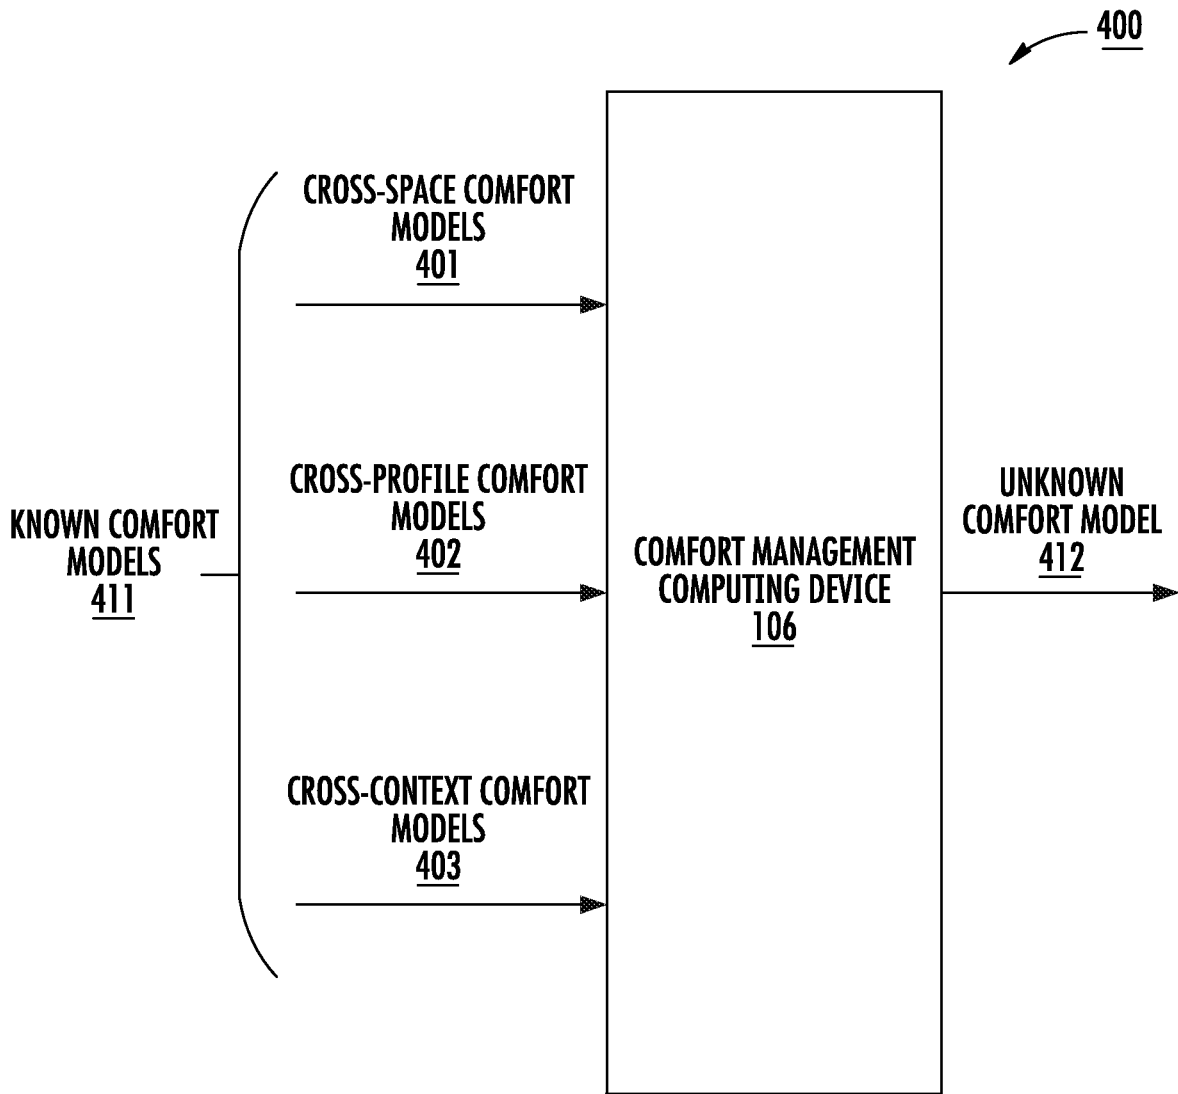 400
CROSS-SPACE COMFORT
MODELS
401
CROSS-PROFILE COMFORT
MODELS
402
CROSS-CONTEXT COMFORT
MODELS
403
KNOWN COMFORT
MODELS
411
COMFORT MANAGEMENT
COMPUTING DEVICE
106
UNKNOWN
COMFORT MODEL
412